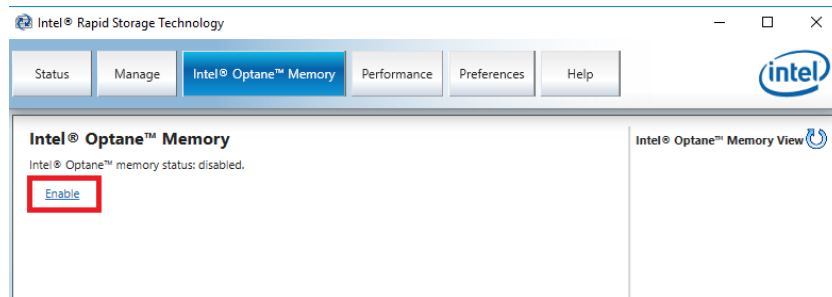 Intel® Rapid Storage Technology
Status Manage Intel® Optane™ Memory Performance Preferences Help
intel
Intel® Optane™ Memory
Intel® Optane™ memory status: disabled.
Enable
Intel® Optane™ Memory View